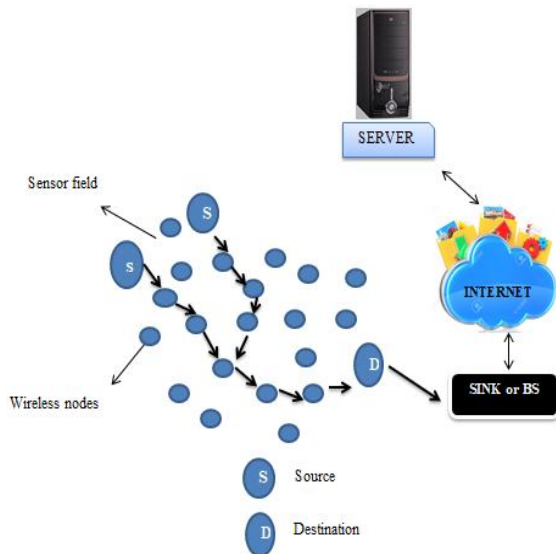 SERVER
Sensor field
S
s
INTERNET
D
SINK or BS
Wireless nodes
S Source
D Destination